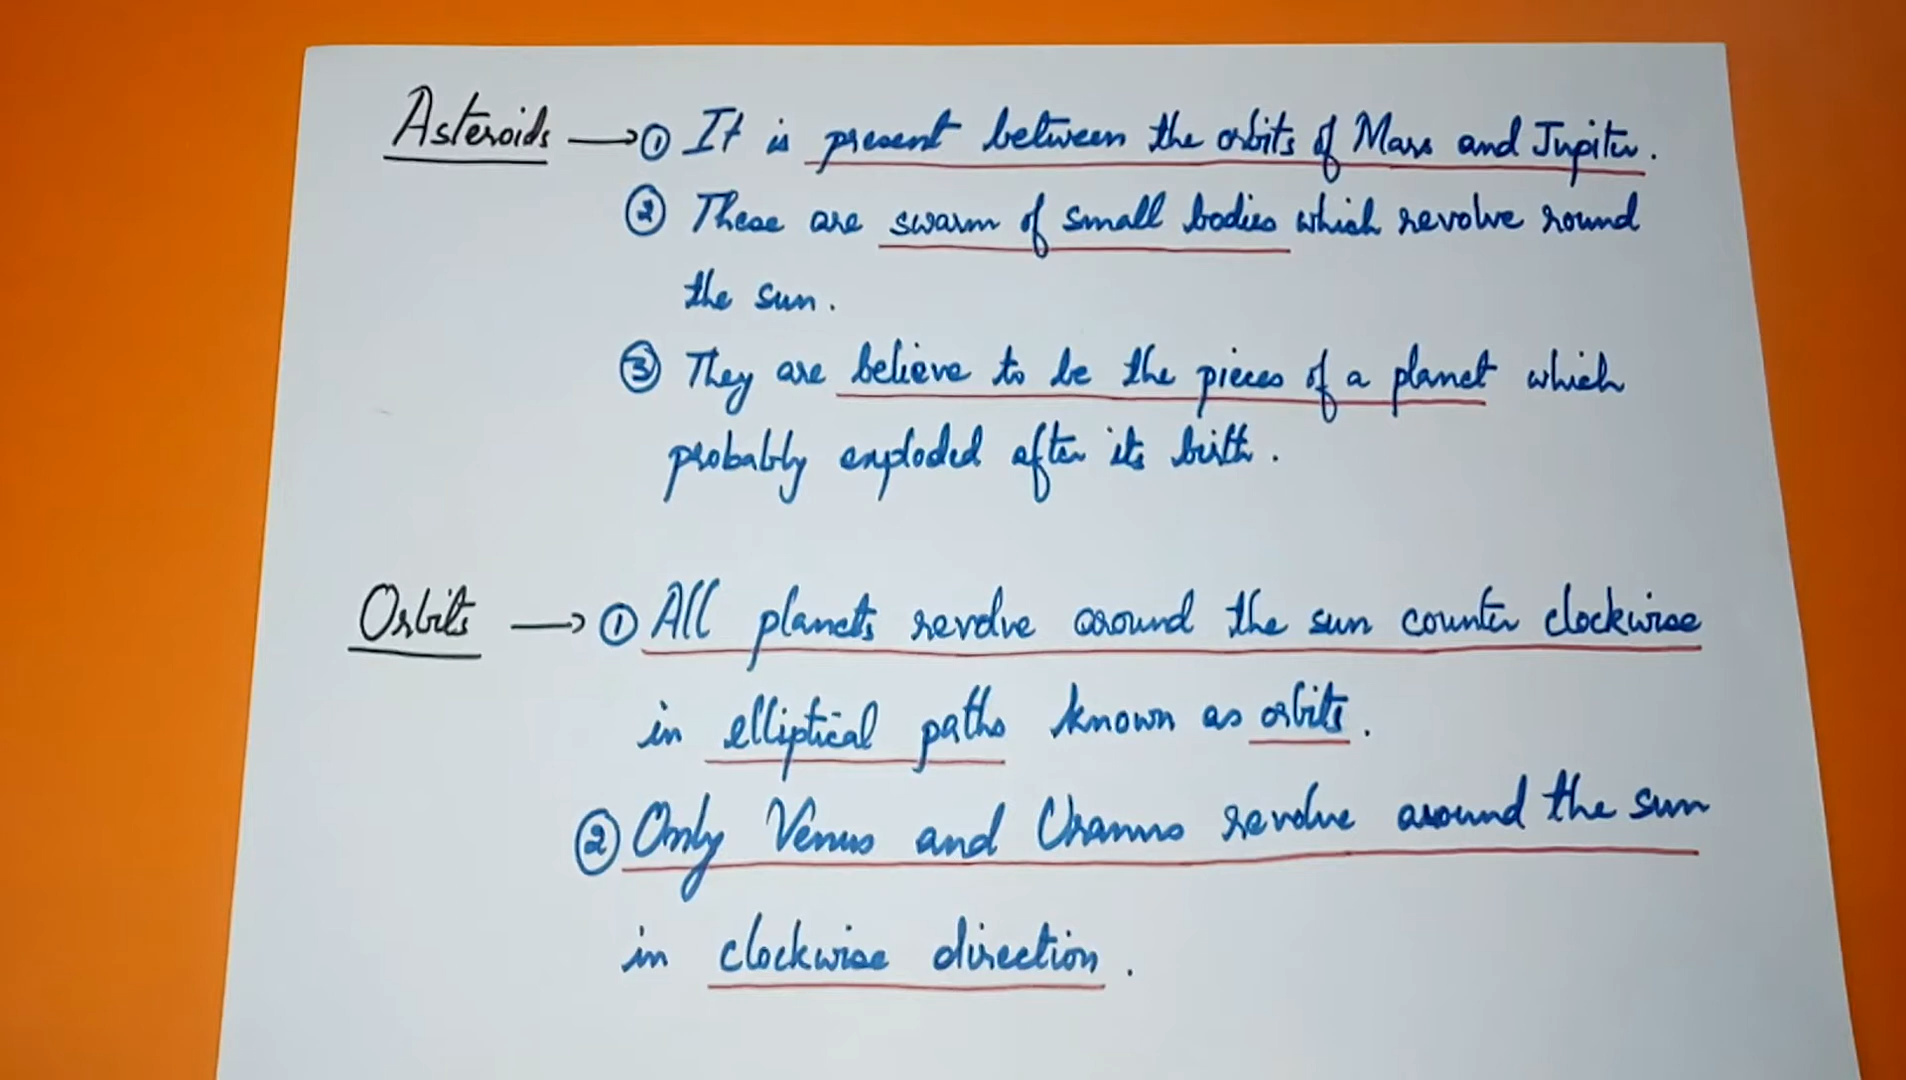 Asteroids → ① It is present between the orbits of Mars and Jupiter.
② These are swarm of small bodies which revolve round
the sun.
③ They are believe to be the pieces of a planet which
probably exploded after its birth.
Orbits → ① All planets revolve around the sun counter clockwise
in elliptical paths known as orbits.
② Only Venus and Uranus revolve around the sun
in clockwise direction.